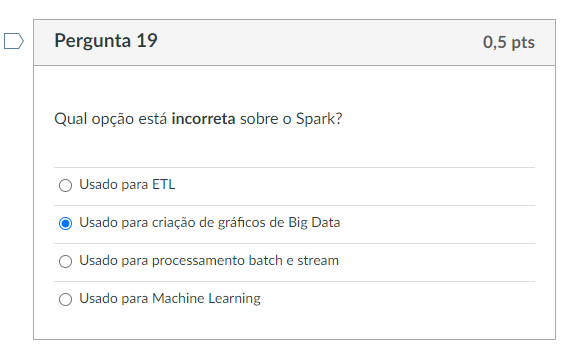 Pergunta 19
0,5 pts
Qual opção está incorreta sobre o Spark?
Usado para ETL
Usado para criação de gráficos de Big Data
Usado para processamento batch e stream
Usado para Machine Learning